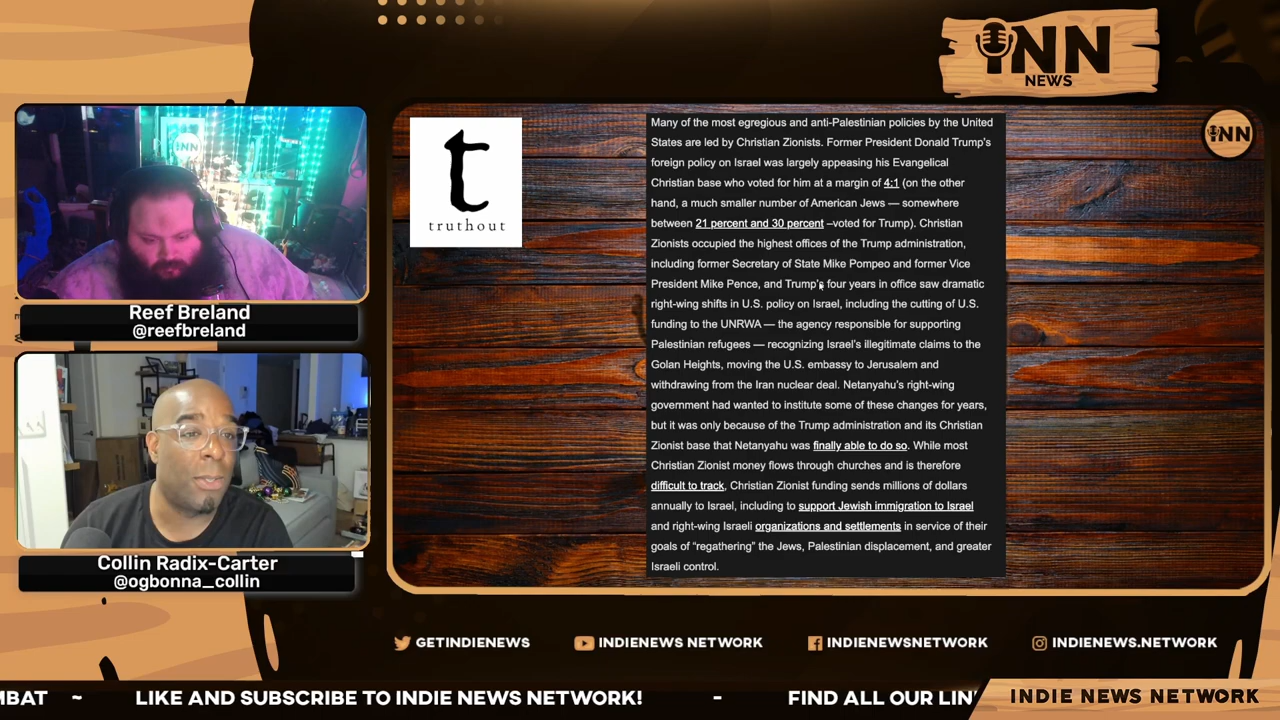 iNN
NEWS
iNN
Many of the most egregious and anti-Palestinian policies by the United
States are led by Christian Zionists. Former President Donald Trump's
foreign policy on Israel was largely appeasing his Evangelical
Christian base who voted for him at a margin of 4:1 (on the other
hand, a much smaller number of American Jews — somewhere
between 21 percent and 30 percent –voted for Trump). Christian
Zionists occupied the highest offices of the Trump administration,
including former Secretary of State Mike Pompeo and former Vice
President Mike Pence, and Trump's four years in office saw dramatic
right-wing shifts in U.S. policy on Israel, including the cutting of U.S.
funding to the UNRWA — the agency responsible for supporting
Palestinian refugees — recognizing Israel's illegitimate claims to the
Golan Heights, moving the U.S. embassy to Jerusalem and
withdrawing from the Iran nuclear deal. Netanyahu's right-wing
government had wanted to institute some of these changes for years,
but it was only because of the Trump administration and its Christian
Zionist base that Netanyahu was finally able to do so. While most
Christian Zionist money flows through churches and is therefore
difficult to track, Christian Zionist funding sends millions of dollars
annually to Israel, including to support Jewish immigration to Israel
and right-wing Israeli organizations and settlements in service of their
goals of “regathering” the Jews, Palestinian displacement, and greater
Israeli control.
t
truthout
iNN
Reef Breland
@reefbreland
Collin Radix-Carter
@ogbonna_collin
GETINDIENEWS
INDIENEWS NETWORK
INDIENEWSNETWORK
INDIENEWS.NETWORK
MBAT ~ LIKE AND SUBSCRIBE TO INDIE NEWS NETWORK! - FIND ALL OUR LIN
INDIE NEWS NETWORK